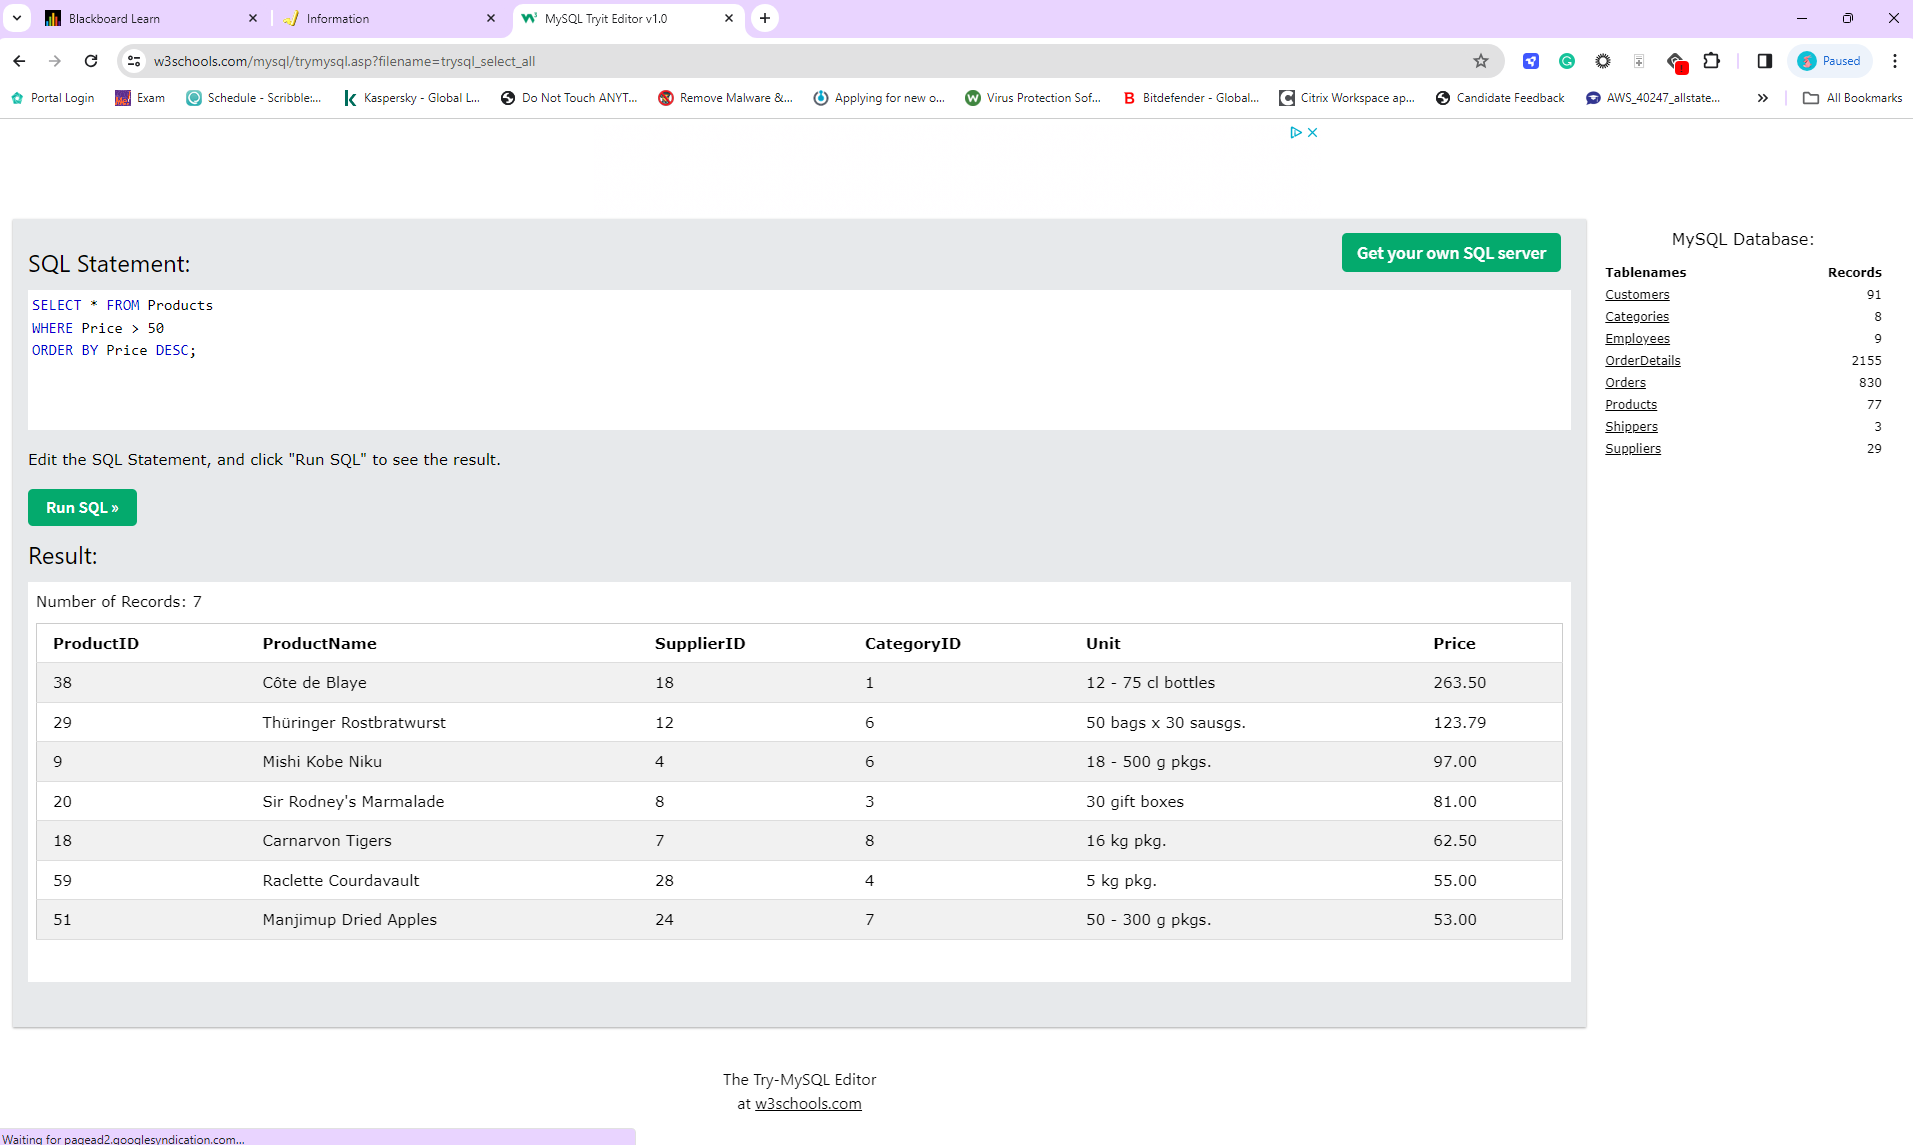 Blackboard Learn
Information
MySQL Tryit Editor v1.0
w3schools.com/mysql/trymysql.asp?filename=trysql_select_all
Paused
Portal Login
Exam
Schedule - Scribble:...
Kaspersky - Global L...
Do Not Touch ANYT...
Remove Malware &...
Applying for new o...
Virus Protection Sof...
Bitdefender - Global...
Citrix Workspace ap...
Candidate Feedback
AWS_40247_allstate...
All Bookmarks
SQL Statement:
Get your own SQL server
SELECT * FROM Products
WHERE Price > 50
ORDER BY Price DESC;
Edit the SQL Statement, and click "Run SQL" to see the result.
Run SQL »
Result:
Number of Records: 7
ProductID ProductName SupplierID CategoryID Unit Price
38 Côte de Blaye 18 1 12 - 75 cl bottles 263.50
29 Thüringer Rostbratwurst 12 6 50 bags x 30 sausgs. 123.79
9 Mishi Kobe Niku 4 6 18 - 500 g pkgs. 97.00
20 Sir Rodney's Marmalade 8 3 30 gift boxes 81.00
18 Carnarvon Tigers 7 8 16 kg pkg. 62.50
59 Raclette Courdavault 28 4 5 kg pkg. 55.00
51 Manjimup Dried Apples 24 7 50 - 300 g pkgs. 53.00
MySQL Database:
Tablenames Records
Customers 91
Categories 8
Employees 9
OrderDetails 2155
Orders 830
Products 77
Shippers 3
Suppliers 29
The Try-MySQL Editor
at w3schools.com
Waiting for pagead2.googlesyndication.com...